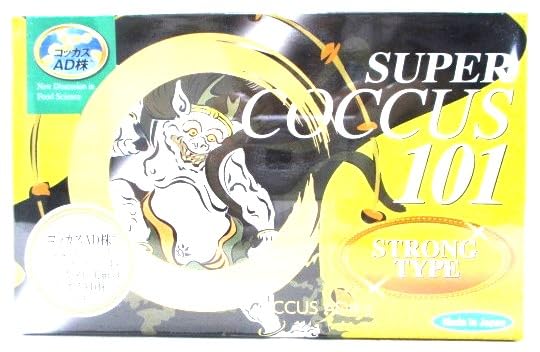 コッカス
AD株
New Dimension in
Food Science
SUPER
COCCUS
101
STRONG
TYPE
コッカスAD株
CCUS
Made in Japan